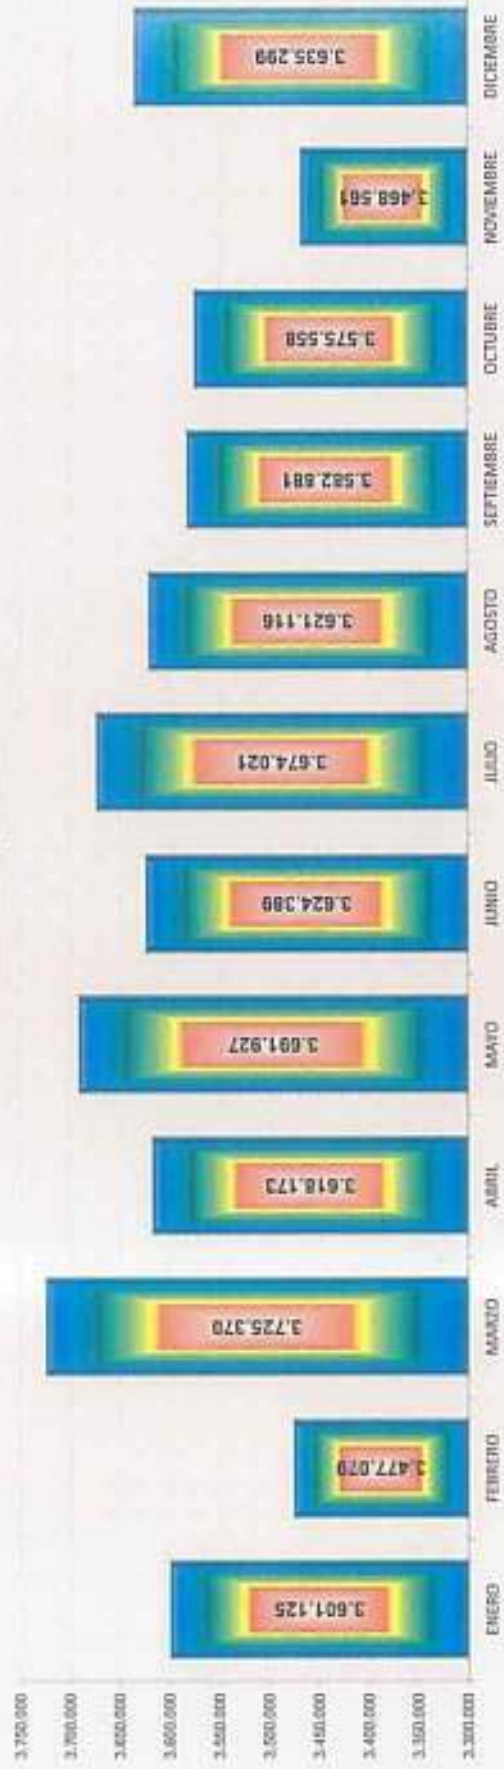 3.750.000
3.700.000
3.650.000
3.600.000
3.550.000
3.500.000
3.450.000
3.400.000
3.350.000
3.300.000
3.601.125
3.477.079
3.725.370
3.618.173
3.691.927
3.624.389
3.674.021
3.621.116
3.582.881
3.575.558
3.468.561
3.635.299
ENERO
FEBRERO
MARZO
ABRIL
MAYO
JUNIO
JULIO
AGOSTO
SEPTIEMBRE
OCTUBRE
NOVIEMBRE
DICIEMBRE